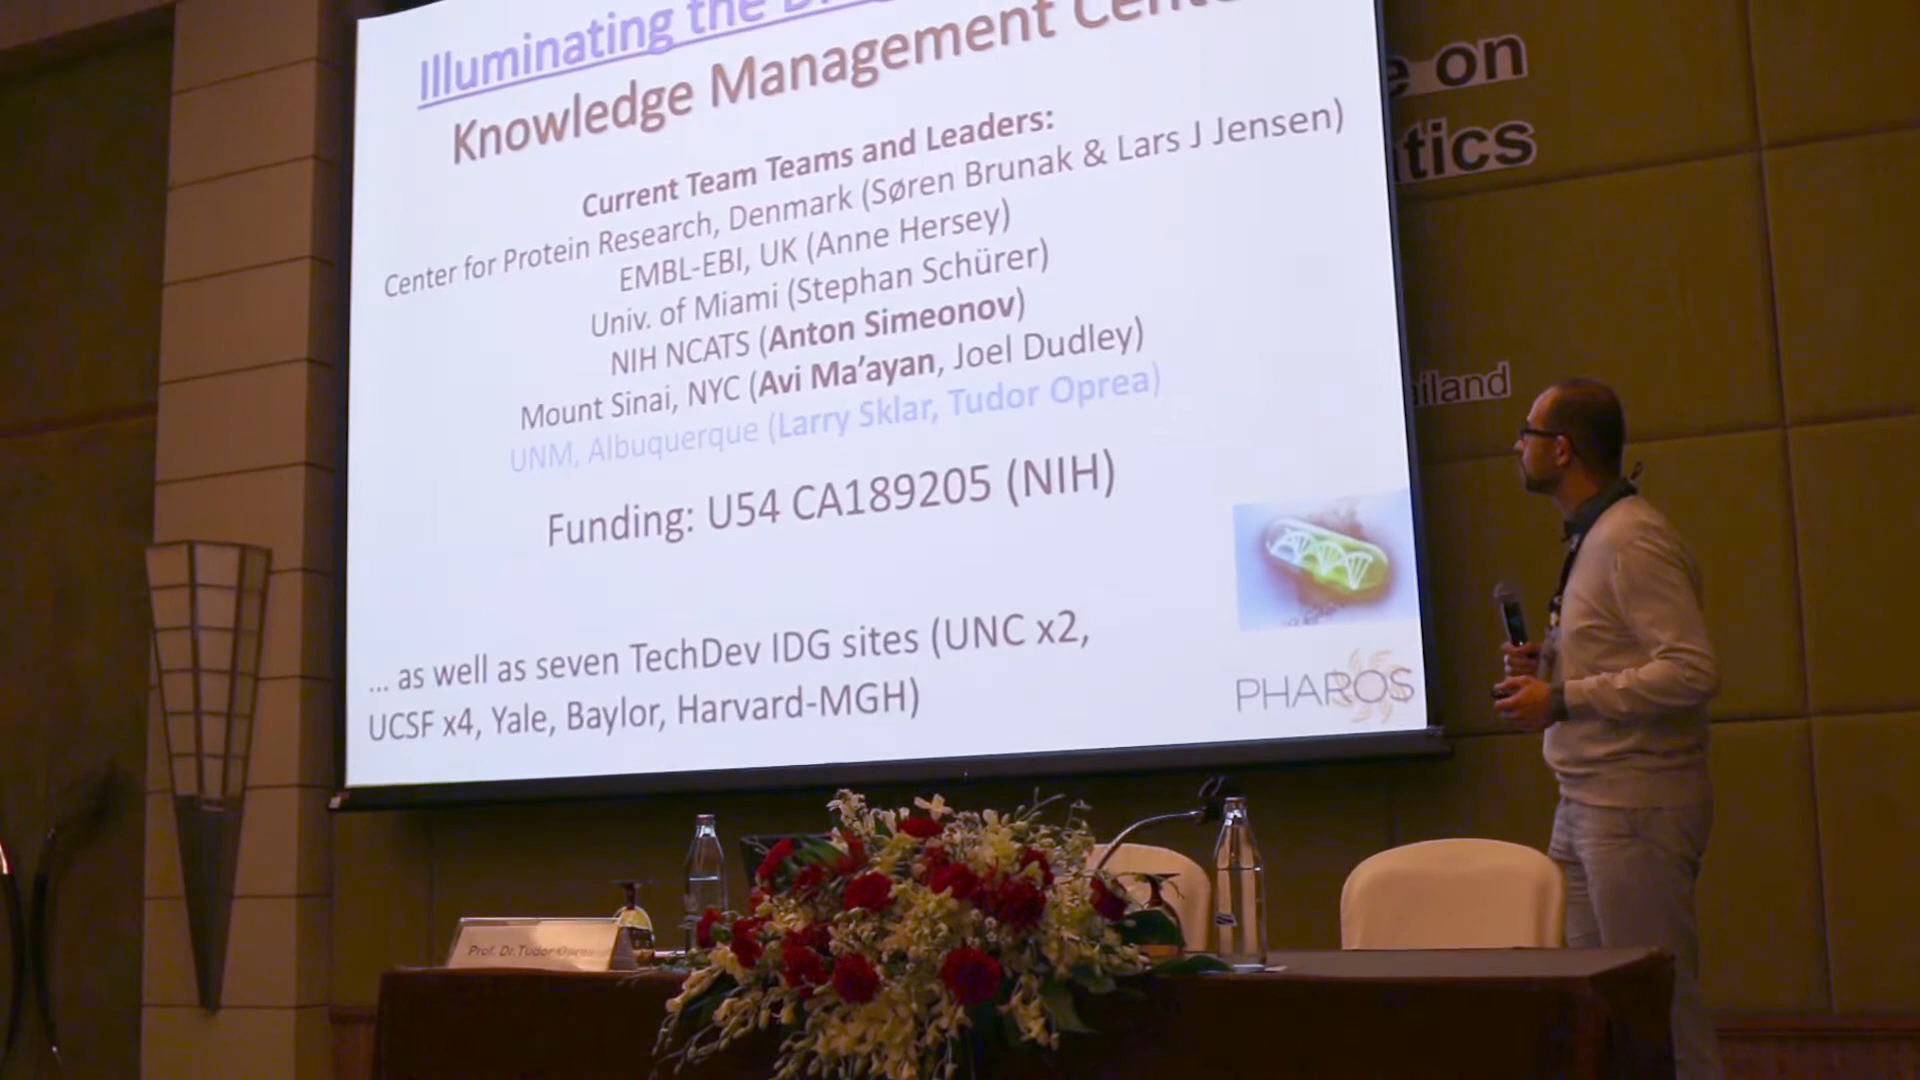 Illuminating the
Knowledge Management
Current Team Teams and Leaders:
Center for Protein Research, Denmark (Søren Brunak & Lars J Jensen)
EMBL-EBI, UK (Anne Hersey)
Univ. of Miami (Stephan Schürer)
NIH NCATS (Anton Simeonov)
Mount Sinai, NYC (Avi Ma'ayan, Joel Dudley)
UNM, Albuquerque (Larry Sklar, Tudor Oprea)
Funding: U54 CA189205 (NIH)
... as well as seven TechDev IDG sites (UNC x2,
UCSF x4, Yale, Baylor, Harvard-MGH)
PHAROS
on
Prof. Dr. Tudor